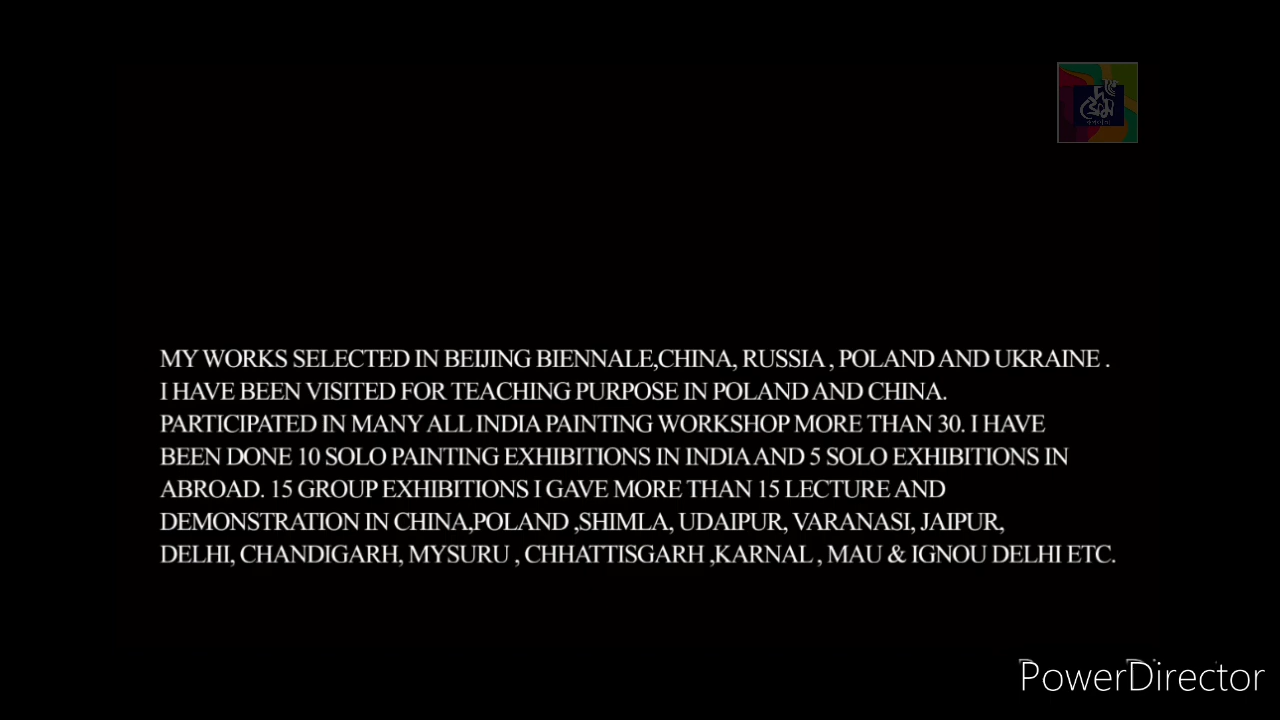 MY WORKS SELECTED IN BEIJING BIENNALE,CHINA, RUSSIA , POLAND AND UKRAINE .
I HAVE BEEN VISITED FOR TEACHING PURPOSE IN POLAND AND CHINA.
PARTICIPATED IN MANY ALL INDIA PAINTING WORKSHOP MORE THAN 30. I HAVE
BEEN DONE 10 SOLO PAINTING EXHIBITIONS IN INDIA AND 5 SOLO EXHIBITIONS IN
ABROAD. 15 GROUP EXHIBITIONS I GAVE MORE THAN 15 LECTURE AND
DEMONSTRATION IN CHINA,POLAND ,SHIMLA, UDAIPUR, VARANASI, JAIPUR,
DELHI, CHANDIGARH, MYSURU , CHHATTISGARH ,KARNAL , MAU & IGNOU DELHI ETC.
PowerDirector